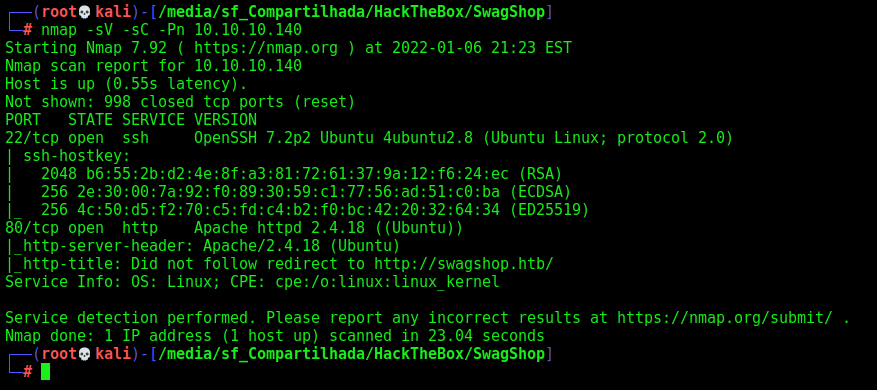 ┌──(root💀kali)-[/media/sf_Compartilhada/HackTheBox/SwagShop]
└─# nmap -sV -sC -Pn 10.10.10.140
Starting Nmap 7.92 ( https://nmap.org ) at 2022-01-06 21:23 EST
Nmap scan report for 10.10.10.140
Host is up (0.55s latency).
Not shown: 998 closed tcp ports (reset)
PORT   STATE SERVICE VERSION
22/tcp open  ssh     OpenSSH 7.2p2 Ubuntu 4ubuntu2.8 (Ubuntu Linux; protocol 2.0)
| ssh-hostkey:
|   2048 b6:55:2b:d2:4e:8f:a3:81:72:61:37:9a:12:f6:24:ec (RSA)
|   256 2e:30:00:7a:92:f0:89:30:59:c1:77:56:ad:51:c0:ba (ECDSA)
|_  256 4c:50:d5:f2:70:c5:fd:c4:b2:f0:bc:42:20:32:64:34 (ED25519)
80/tcp open  http    Apache httpd 2.4.18 ((Ubuntu))
|_http-server-header: Apache/2.4.18 (Ubuntu)
|_http-title: Did not follow redirect to http://swagshop.htb/
Service Info: OS: Linux; CPE: cpe:/o:linux:linux_kernel

Service detection performed. Please report any incorrect results at https://nmap.org/submit/ .
Nmap done: 1 IP address (1 host up) scanned in 23.04 seconds
┌──(root💀kali)-[/media/sf_Compartilhada/HackTheBox/SwagShop]
└─#